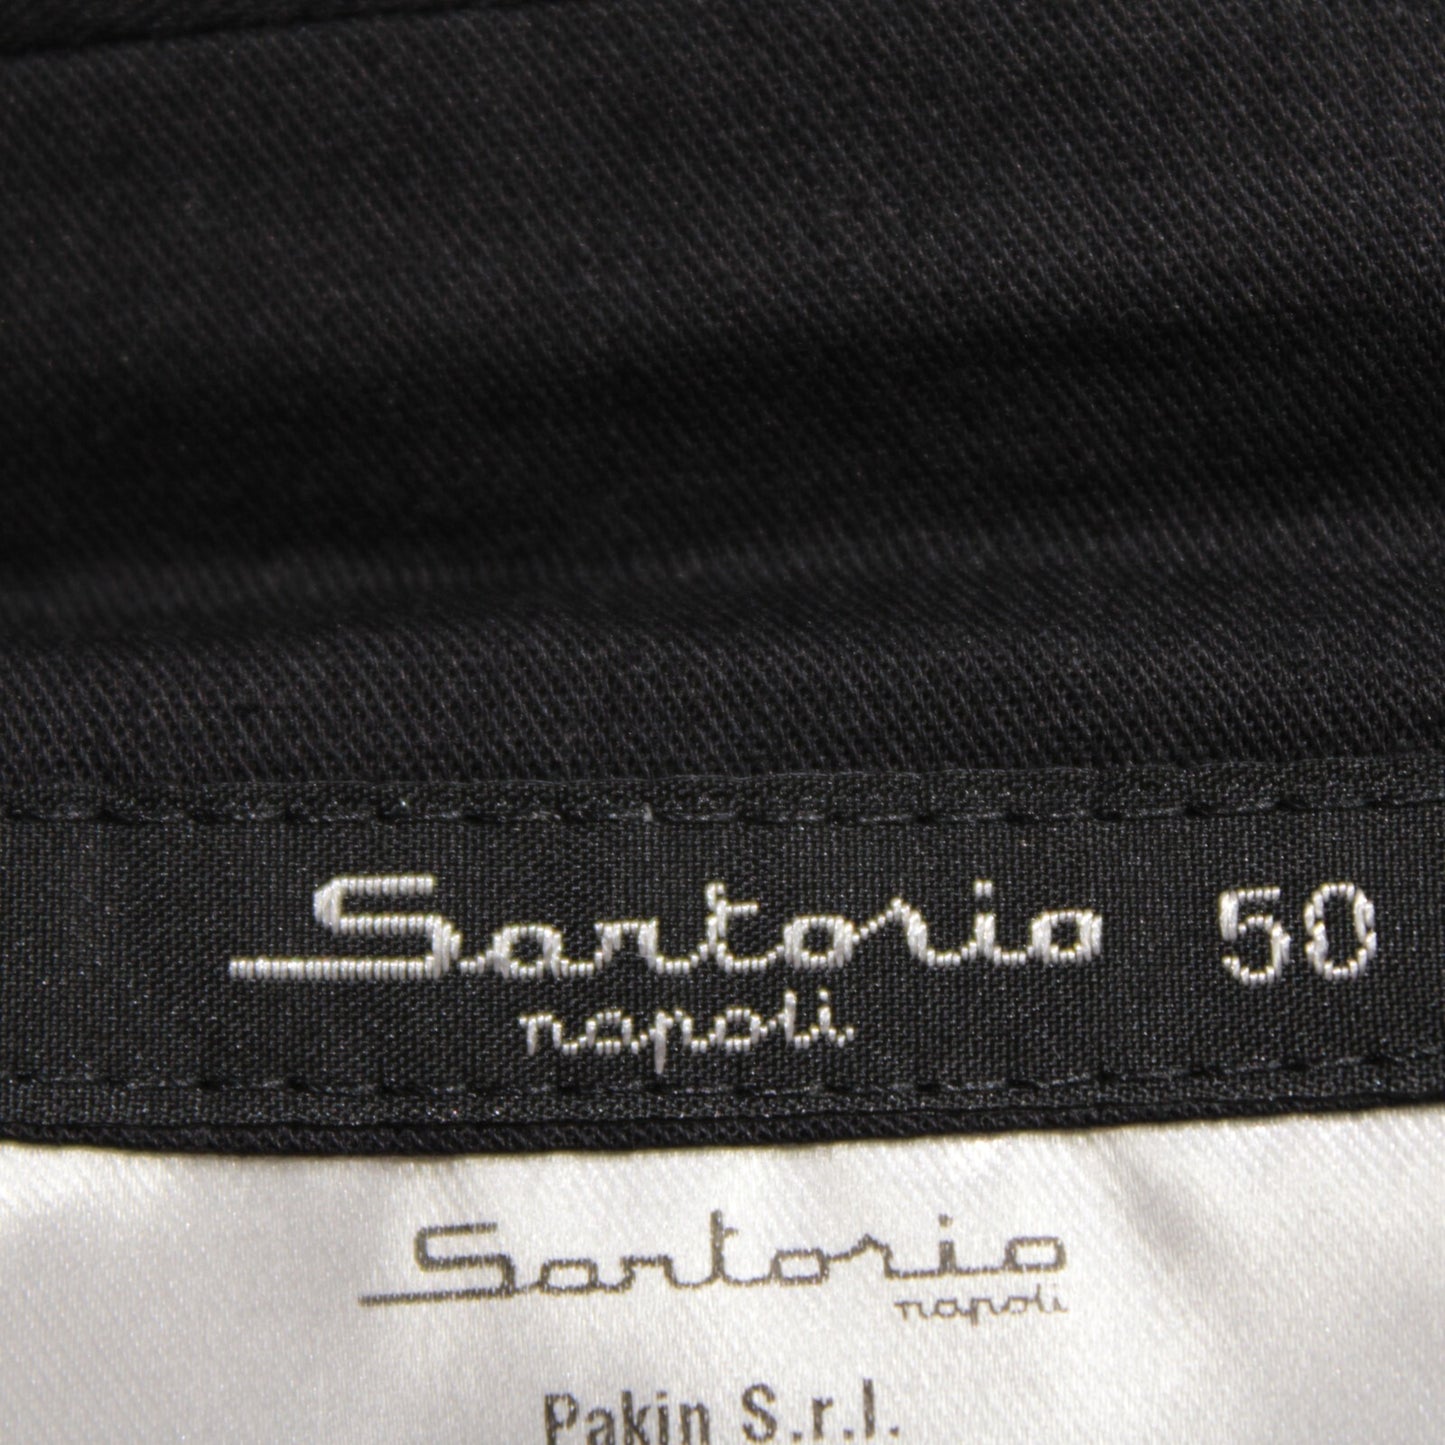 Sartorio 50
napoli
Sartorio
napoli
Pakin S.r.l.